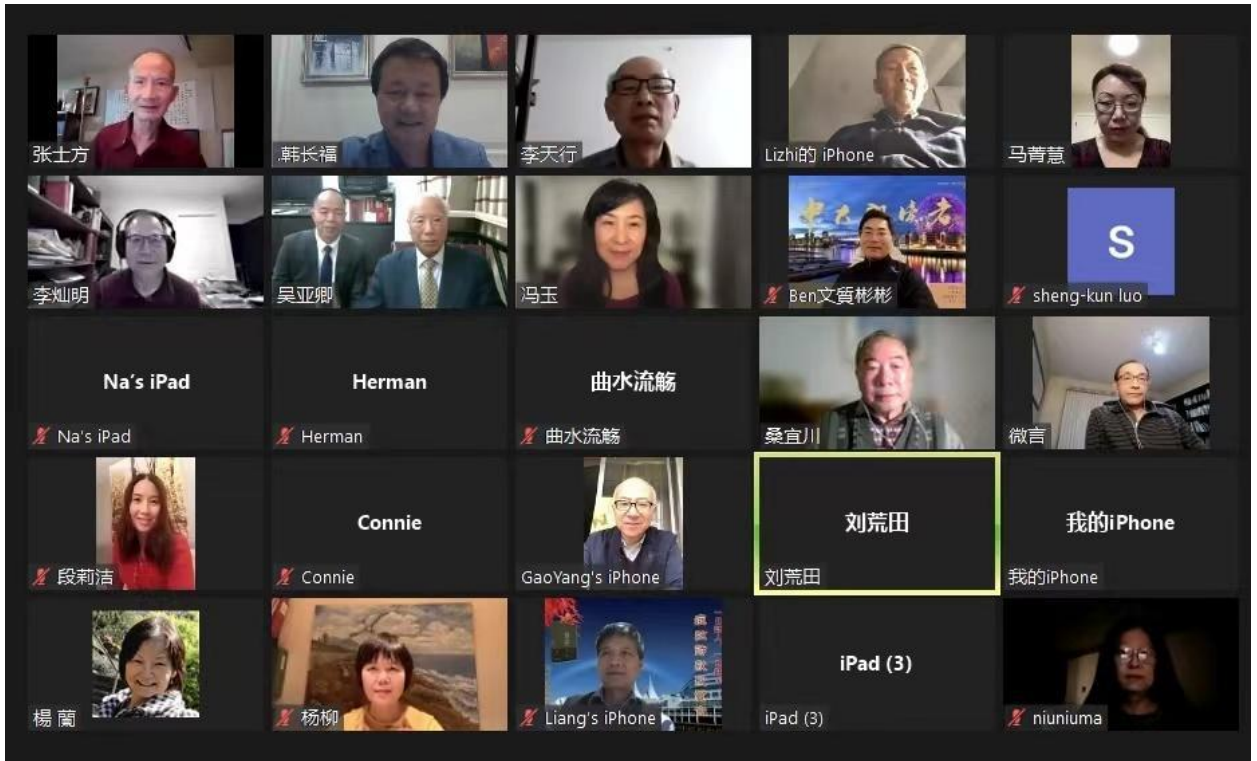 张士方
韩长福
李天行
Lizhi的 iPhone
马菁慧
李灿明
吴亚卿
冯玉
Ben文質彬彬
S
sheng-kun luo
Na's iPad
Na's iPad
Herman
Herman
曲水流觞
曲水流觞
桑宜川
微言
段莉洁
Connie
Connie
GaoYang's iPhone
刘荒田
刘荒田
我的iPhone
我的iPhone
楊 蘭
杨柳
Liang's iPhone
iPad (3)
iPad (3)
niuniuma